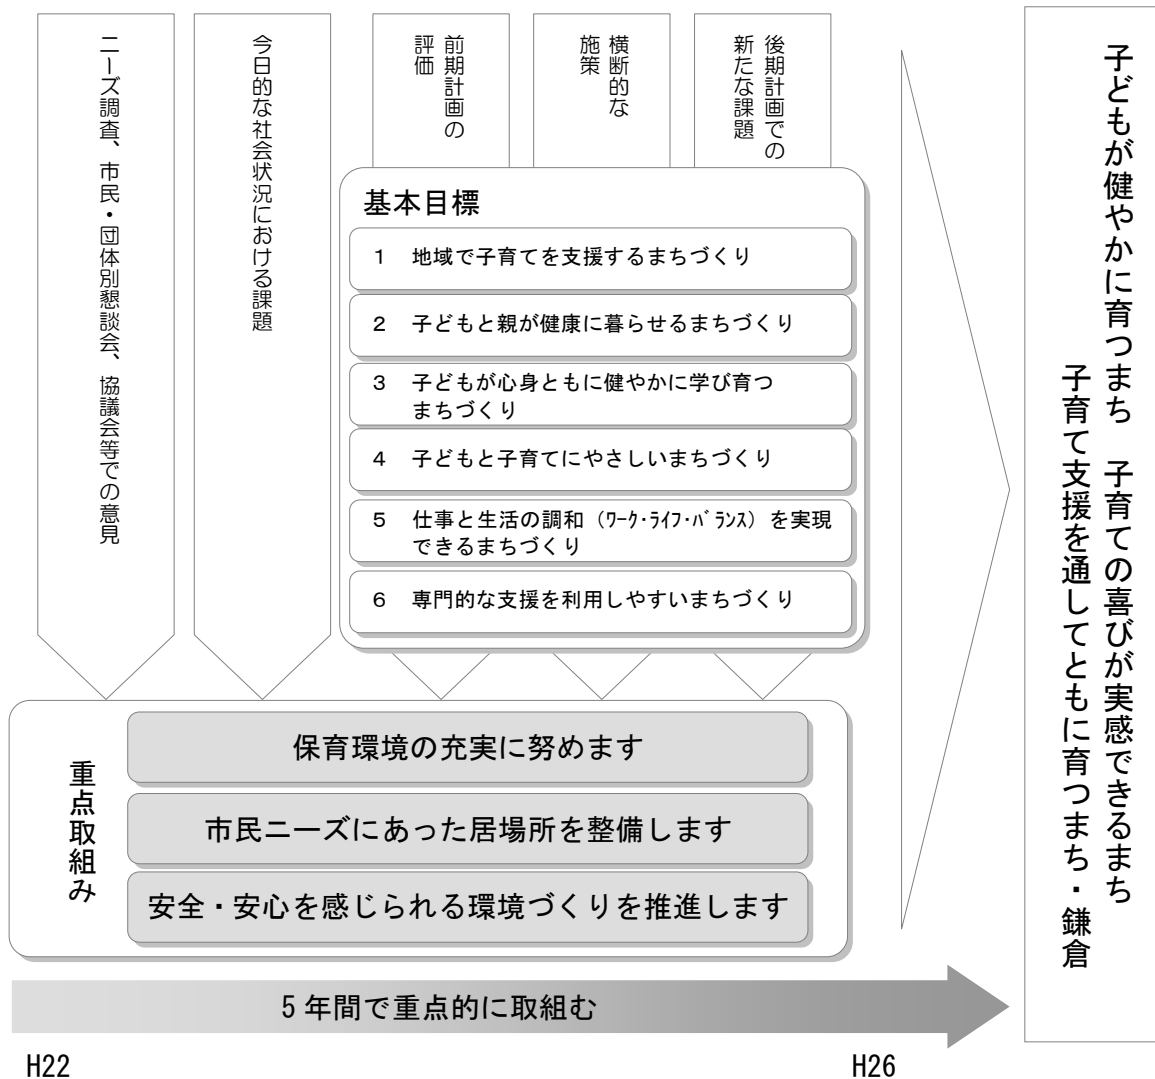 ニーズ調査、市民・団体別懇談会、協議会等での意見
今日的な社会状況における課題
前期計画の
評価
横断的な
施策
後期計画での
新たな課題
基本目標
1 地域で子育てを支援するまちづくり
2 子どもと親が健康に暮らせるまちづくり
3 子どもが心身ともに健やかに学び育つ
まちづくり
4 子どもと子育てにやさしいまちづくり
5 仕事と生活の調和（ﾜｰｸ･ﾗｲﾌ･ﾊﾞﾗﾝｽ）を実現
できるまちづくり
6 専門的な支援を利用しやすいまちづくり
重点取組み
保育環境の充実に努めます
市民ニーズにあった居場所を整備します
安全・安心を感じられる環境づくりを推進します
5年間で重点的に取組む
H22
H26
子どもが健やかに育つまち 子育ての喜びが実感できるまち
子育て支援を通してともに育つまち・鎌倉